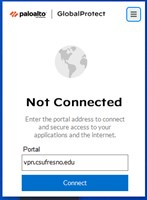 paloalto GlobalProtect
Not Connected
Enter the portal address to connect
and secure access to your
applications and the internet.
Portal
vpn.csufresno.edu
Connect